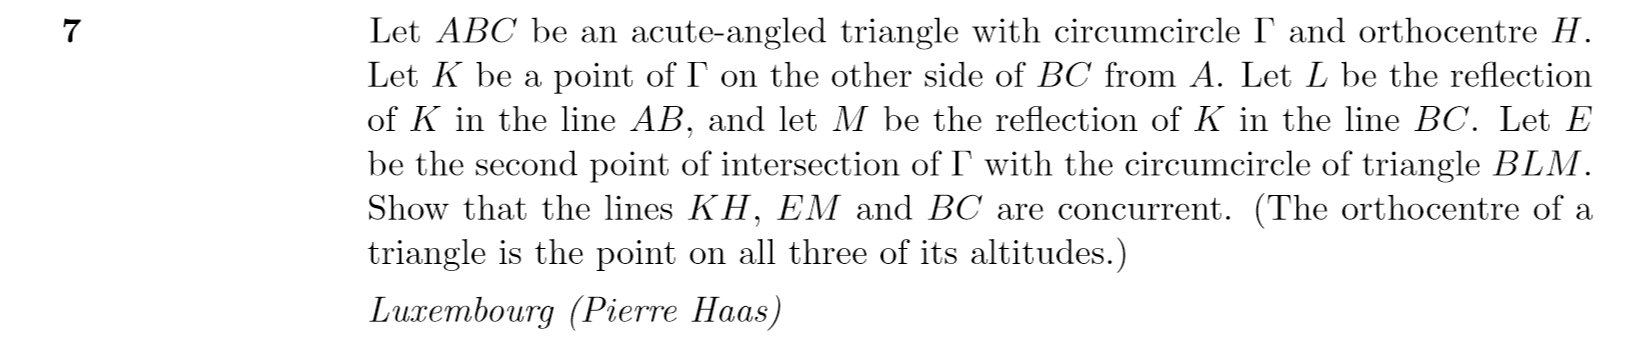 7 Let ABC be an acute-angled triangle with circumcircle Γ and orthocentre H.
Let K be a point of Γ on the other side of BC from A. Let L be the reflection
of K in the line AB, and let M be the reflection of K in the line BC. Let E
be the second point of intersection of Γ with the circumcircle of triangle BLM.
Show that the lines KH, EM and BC are concurrent. (The orthocentre of a
triangle is the point on all three of its altitudes.)
Luxembourg (Pierre Haas)